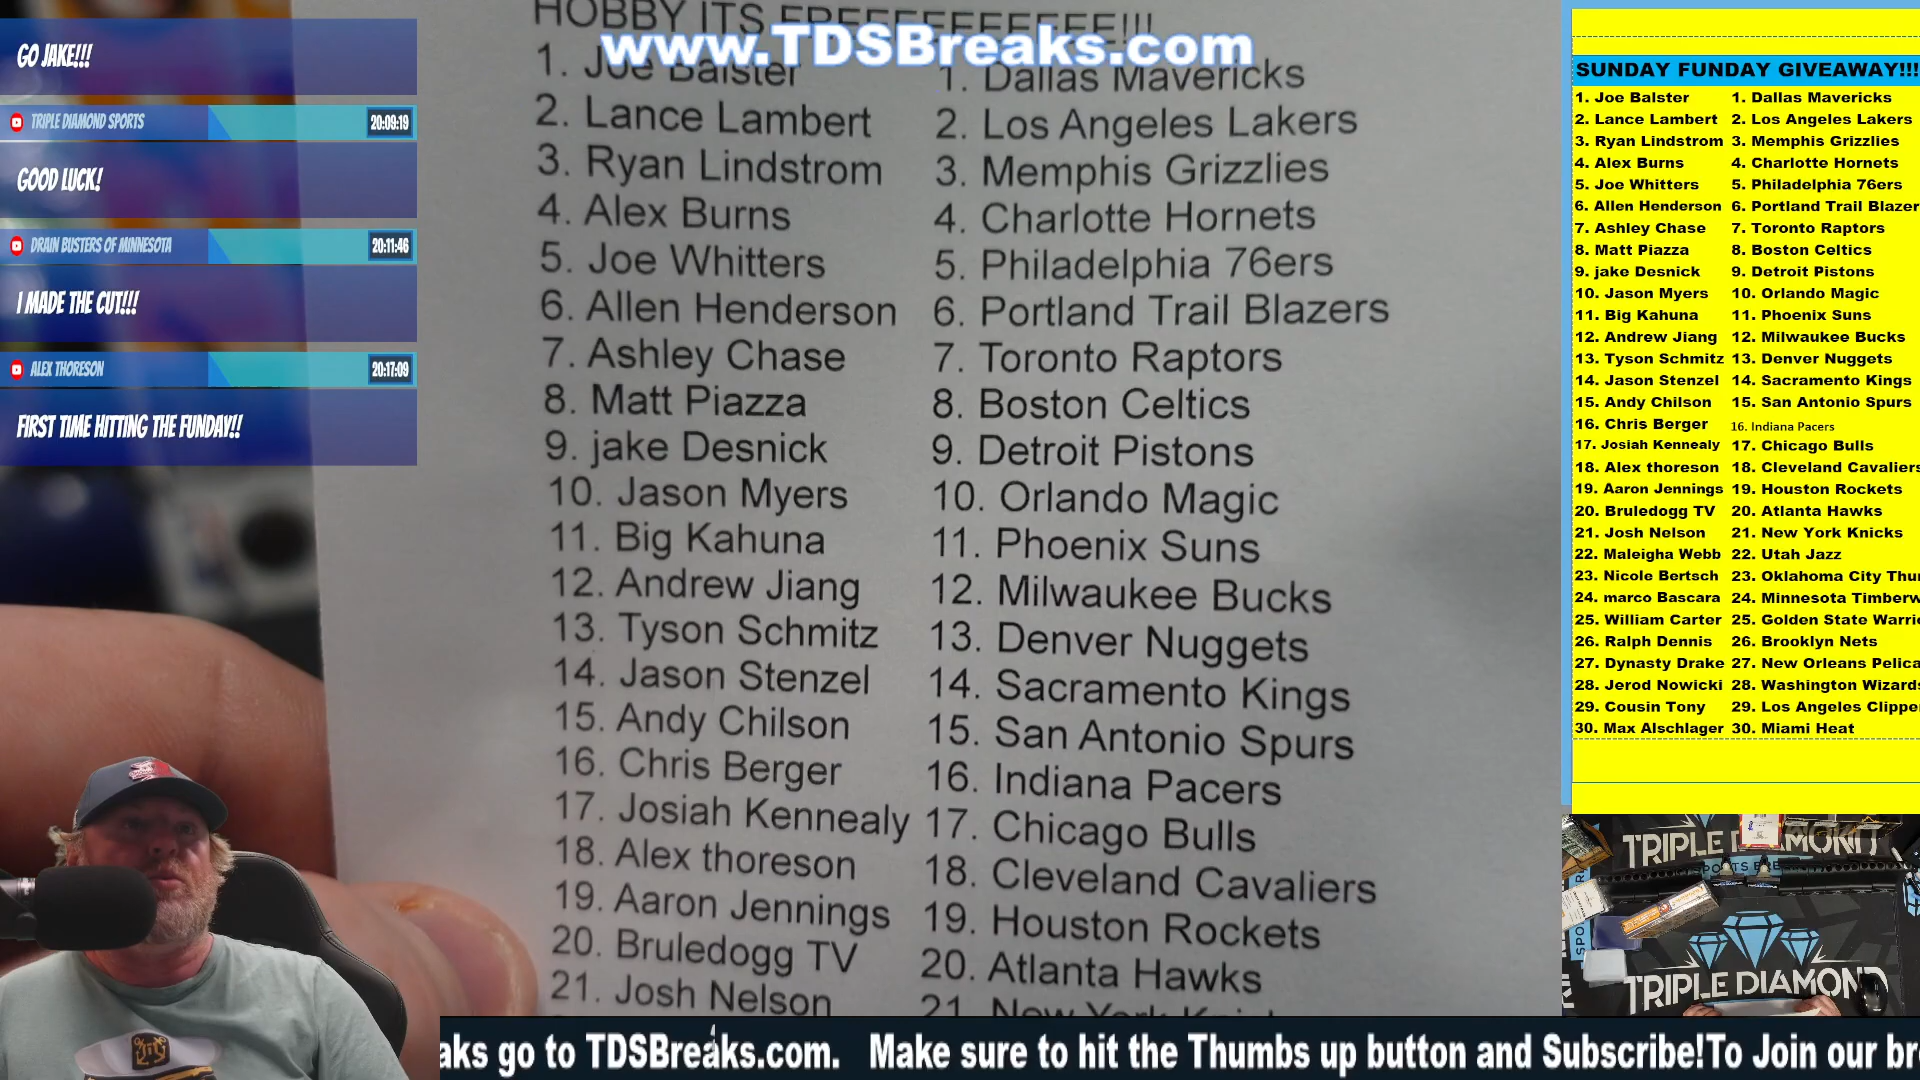 GO JAKE!!!
TRIPLE DIAMOND SPORTS 20:09:19
GOOD LUCK!
DRAIN BUSTERS OF MINNESOTA 20:11:46
I MADE THE CUT!!!
ALEX THORESON 20:17:09
FIRST TIME HITTING THE FUNDAY!!
HOBBY ITS
www.TDSBreaks.com
1. Joe Balster 1. Dallas Mavericks
2. Lance Lambert 2. Los Angeles Lakers
3. Ryan Lindstrom 3. Memphis Grizzlies
4. Alex Burns 4. Charlotte Hornets
5. Joe Whitters 5. Philadelphia 76ers
6. Allen Henderson 6. Portland Trail Blazers
7. Ashley Chase 7. Toronto Raptors
8. Matt Piazza 8. Boston Celtics
9. jake Desnick 9. Detroit Pistons
10. Jason Myers 10. Orlando Magic
11. Big Kahuna 11. Phoenix Suns
12. Andrew Jiang 12. Milwaukee Bucks
13. Tyson Schmitz 13. Denver Nuggets
14. Jason Stenzel 14. Sacramento Kings
15. Andy Chilson 15. San Antonio Spurs
16. Chris Berger 16. Indiana Pacers
17. Josiah Kennealy 17. Chicago Bulls
18. Alex thoreson 18. Cleveland Cavaliers
19. Aaron Jennings 19. Houston Rockets
20. Bruledogg TV 20. Atlanta Hawks
21. Josh Nelson 21. New York
SUNDAY FUNDAY GIVEAWAY!!!
1. Joe Balster 1. Dallas Mavericks
2. Lance Lambert 2. Los Angeles Lakers
3. Ryan Lindstrom 3. Memphis Grizzlies
4. Alex Burns 4. Charlotte Hornets
5. Joe Whitters 5. Philadelphia 76ers
6. Allen Henderson 6. Portland Trail Blazer
7. Ashley Chase 7. Toronto Raptors
8. Matt Piazza 8. Boston Celtics
9. jake Desnick 9. Detroit Pistons
10. Jason Myers 10. Orlando Magic
11. Big Kahuna 11. Phoenix Suns
12. Andrew Jiang 12. Milwaukee Bucks
13. Tyson Schmitz 13. Denver Nuggets
14. Jason Stenzel 14. Sacramento Kings
15. Andy Chilson 15. San Antonio Spurs
16. Chris Berger 16. Indiana Pacers
17. Josiah Kennealy 17. Chicago Bulls
18. Alex thoreson 18. Cleveland Cavaliers
19. Aaron Jennings 19. Houston Rockets
20. Bruledogg TV 20. Atlanta Hawks
21. Josh Nelson 21. New York Knicks
22. Maleigha Webb 22. Utah Jazz
23. Nicole Bertsch 23. Oklahoma City Thu
24. marco Bascara 24. Minnesota Timberw
25. William Carter 25. Golden State Warri
26. Ralph Dennis 26. Brooklyn Nets
27. Dynasty Drake 27. New Orleans Pelica
28. Jerod Nowicki 28. Washington Wizards
29. Cousin Tony 29. Los Angeles Clippe
30. Max Alschlager 30. Miami Heat
TRIPLE
TRIPLE DIAMOND
aks go to TDSBreaks.com. Make sure to hit the Thumbs up button and Subscribe!To Join our br